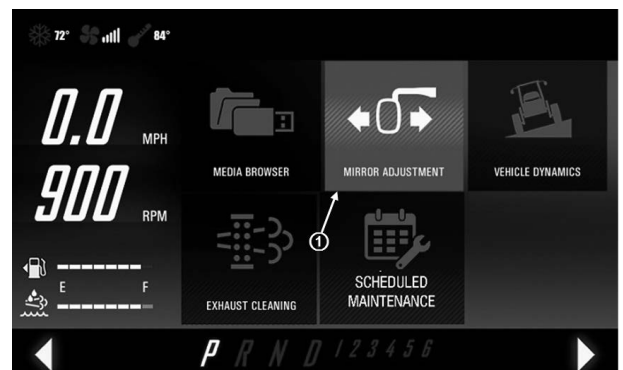 72° 84°
0.0 MPH
900 RPM
MEDIA BROWSER
MIRROR ADJUSTMENT
VEHICLE DYNAMICS
1
EXHAUST CLEANING
SCHEDULED
MAINTENANCE
E F
P R N D 1 2 3 4 5 6